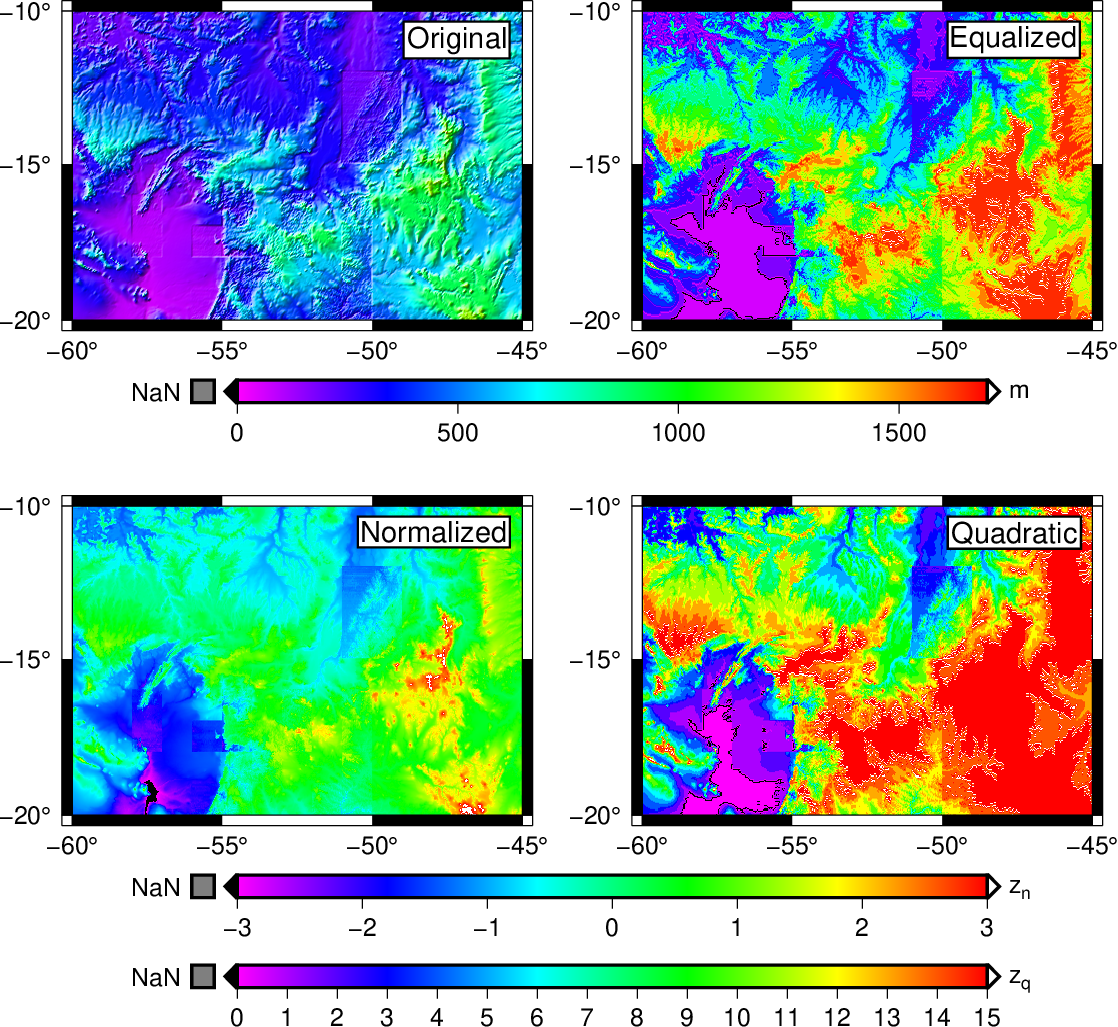 −10° Original −10° Equalized
−15° −15°
−20° −20°
−60° −55° −50° −45° −60° −55° −50° −45°
NaN m
0 500 1000 1500
−10° Normalized −10° Quadratic
−15° −15°
−20° −20°
−60° −55° −50° −45° −60° −55° −50° −45°
NaN zn
−3 −2 −1 0 1 2 3
NaN zq
0 1 2 3 4 5 6 7 8 9 10 11 12 13 14 15